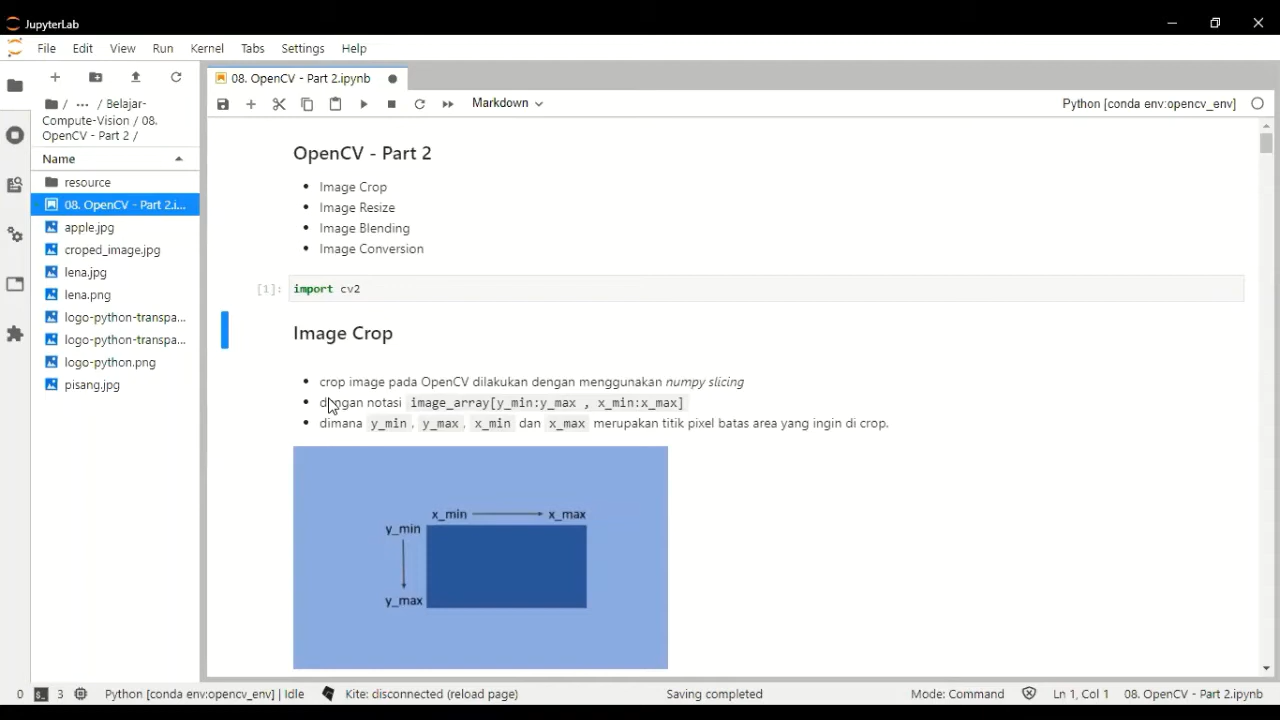 JupyterLab
File Edit View Run Kernel Tabs Settings Help
08. OpenCV - Part 2.ipynb
/ ... / Belajar-
Compute-Vision / 08.
OpenCV - Part 2 /
Markdown
Python [conda env:opencv_env]
Name
resource
08. OpenCV - Part 2.i...
apple.jpg
croped_image.jpg
lena.jpg
lena.png
logo-python-transpa...
logo-python-transpa...
logo-python.png
pisang.jpg
OpenCV - Part 2
• Image Crop
• Image Resize
• Image Blending
• Image Conversion
[1]: import cv2
Image Crop
• crop image pada OpenCV dilakukan dengan menggunakan numpy slicing
• dengan notasi image_array[y_min:y_max , x_min:x_max]
• dimana y_min, y_max, x_min dan x_max merupakan titik pixel batas area yang ingin di crop.
x_min x_max
y_min
y_max
0 3 Python [conda env:opencv_env] | Idle Kite: disconnected (reload page) Saving completed Mode: Command Ln 1, Col 1 08. OpenCV - Part 2.ipynb